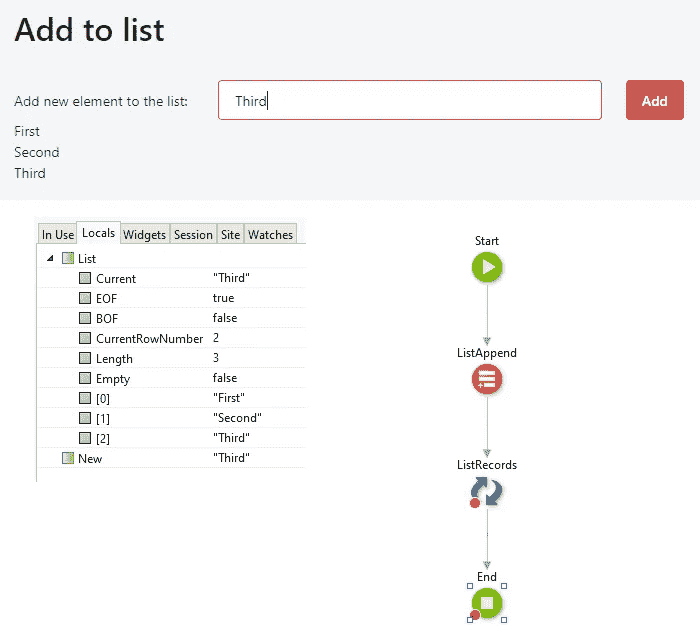 Add to list
Add new element to the list: Third Add
First
Second
Third
In Use Locals Widgets Session Site Watches
List
Current "Third"
EOF true
BOF false
CurrentRowNumber 2
Length 3
Empty false
[0] "First"
[1] "Second"
[2] "Third"
New "Third"
Start
ListAppend
ListRecords
End